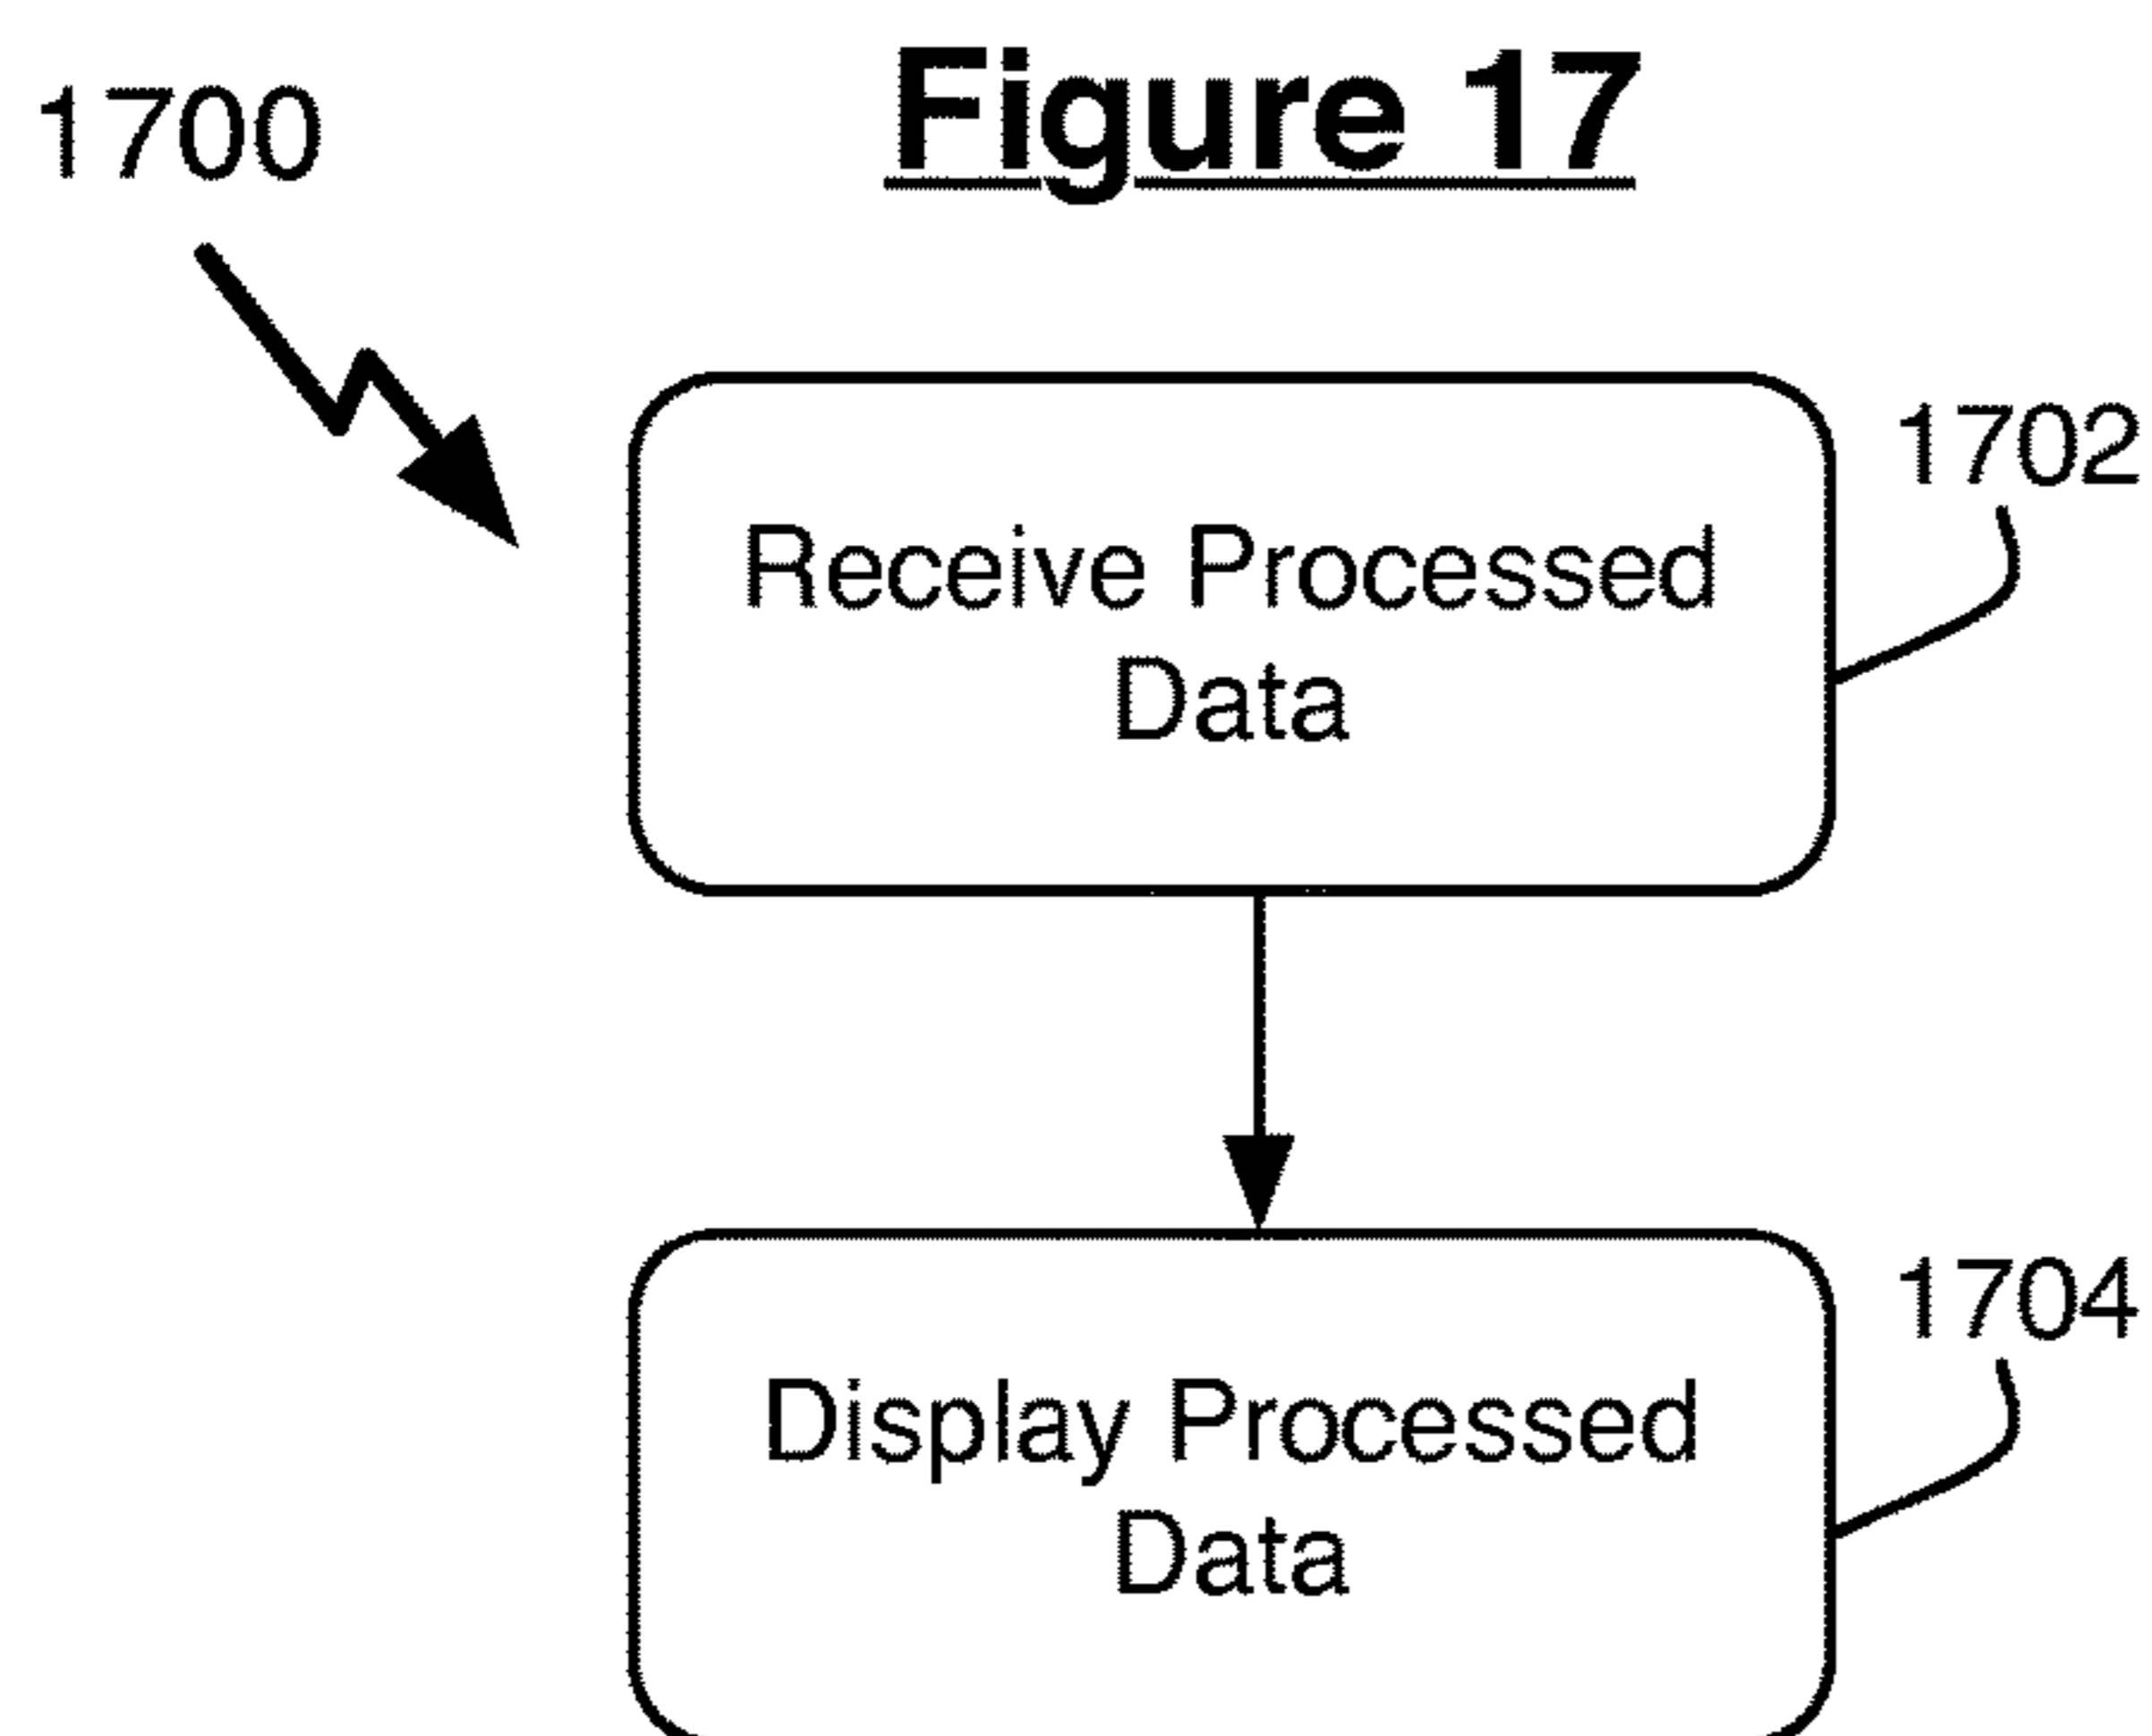 Figure 17
1700
1702
Receive Processed
Data
1704
Display Processed
Data